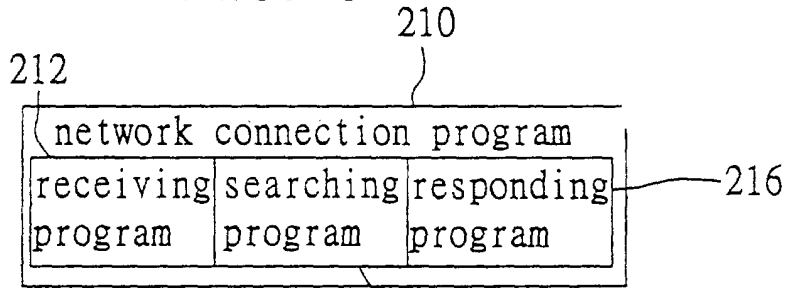 210
212
network connection program
receiving searching responding
216
program program program